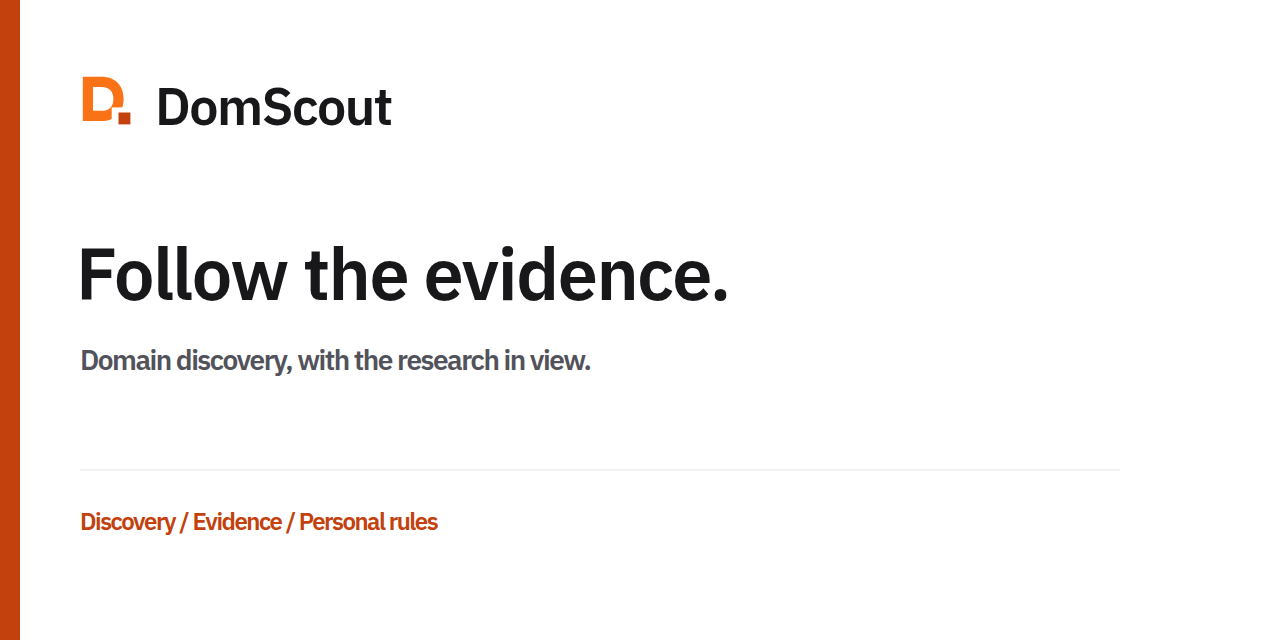 D.
DomScout
Follow the evidence.
Domain discovery, with the research in view.
Discovery / Evidence / Personal rules